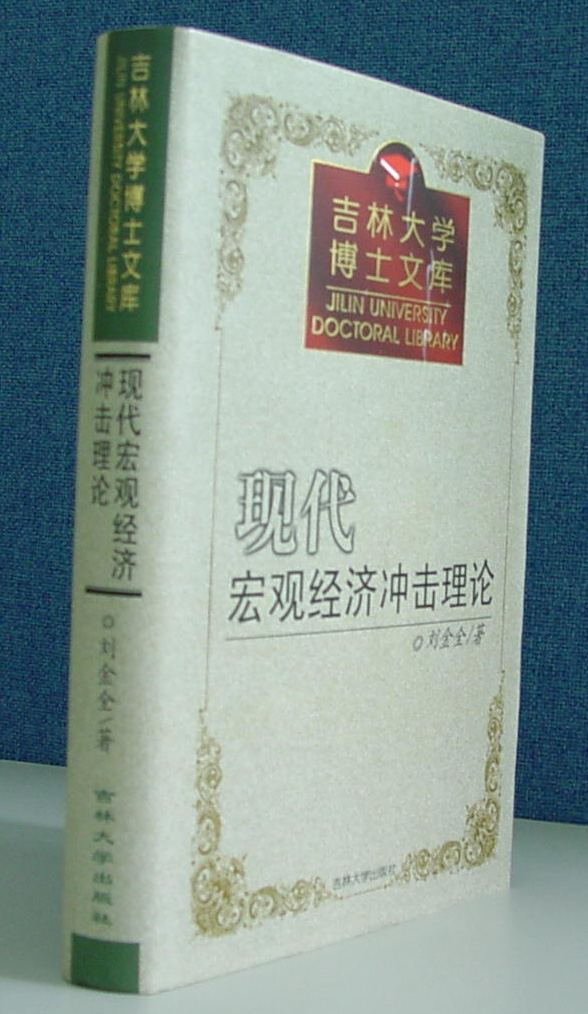 吉林大学博士文库
JILIN UNIVERSITY DOCTORAL LIBRARY
现代宏观经济
冲击理论
刘金全/著
吉林大学出版社
吉林大学
博士文库
JILIN UNIVERSITY
DOCTORAL LIBRARY
现代
宏观经济冲击理论
刘金全/著
吉林大学出版社